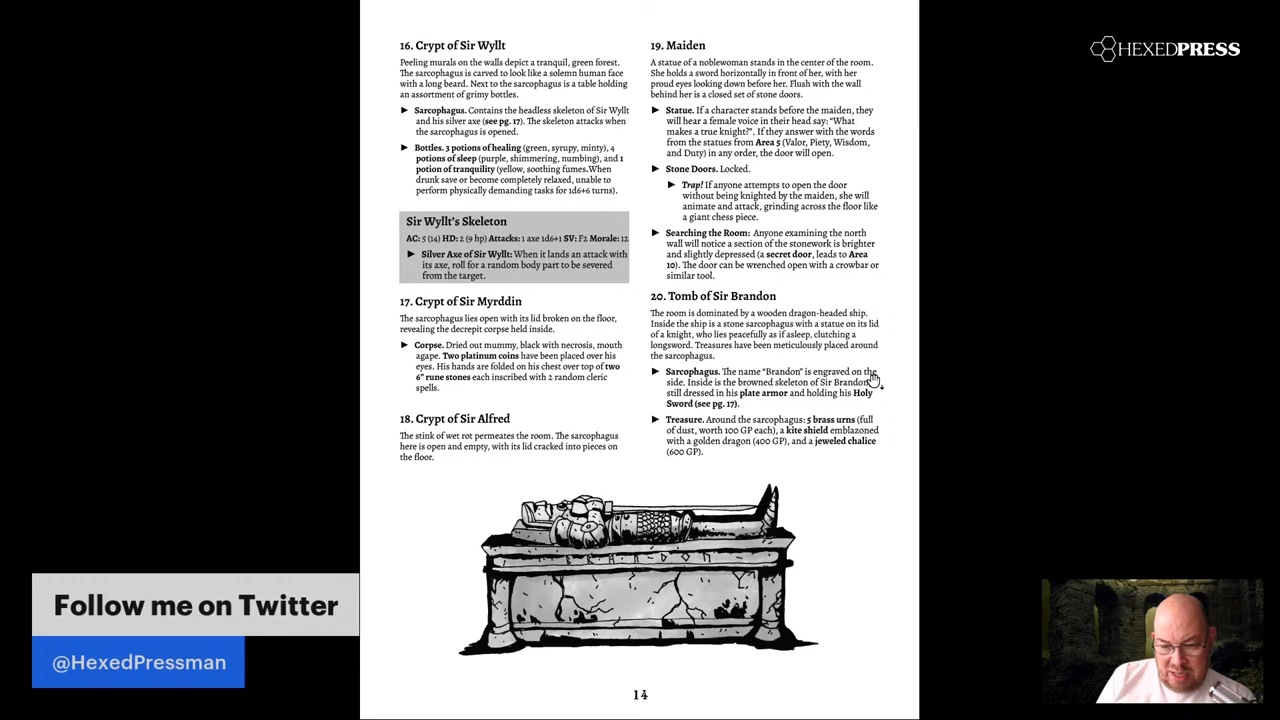 16. Crypt of Sir Wyllt
Peeling murals on the walls depict a tranquil, green forest.
The sarcophagus is carved to look like a solemn human face
with a long beard. Next to the sarcophagus is a table holding
an assortment of grimy bottles.
► Sarcophagus. Contains the headless skeleton of Sir Wyllt
and his silver axe (see pg. 17). The skeleton attacks when
the sarcophagus is opened.
► Bottles. 3 potions of healing (green, syrupy, minty), 4
potions of sleep (purple, shimmering, numbing), and 1
potion of tranquility (yellow, soothing fumes.When
drunk save or become completely relaxed, unable to
perform physically demanding tasks for 1d6+6 turns).
Sir Wyllt's Skeleton
AC: 5 (14) HD: 2 (9 hp) Attacks: 1 axe 1d6+1 SV: F2 Morale: 12
► Silver Axe of Sir Wyllt: When it lands an attack with
its axe, roll for a random body part to be severed
from the target.
17. Crypt of Sir Myrddin
The sarcophagus lies open with its lid broken on the floor,
revealing the decrepit corpse held inside.
► Corpse. Dried out mummy, black with necrosis, mouth
agape. Two platinum coins have been placed over his
eyes. His hands are folded on his chest over top of two
6" rune stones each inscribed with 2 random cleric
spells.
18. Crypt of Sir Alfred
The stink of wet rot permeates the room. The sarcophagus
here is open and empty, with its lid cracked into pieces on
the floor.
19. Maiden
A statue of a noblewoman stands in the center of the room.
She holds a sword horizontally in front of her, with her
proud eyes looking down before her. Flush with the wall
behind her is a closed set of stone doors.
► Statue. If a character stands before the maiden, they
will hear a female voice in their head say: "What
makes a true knight?". If they answer with the words
from the statues from Area 5 (Valor, Piety, Wisdom,
and Duty) in any order, the door will open.
► Stone Doors. Locked.
► Trap! If anyone attempts to open the door
without being knighted by the maiden, she will
animate and attack, grinding across the floor like
a giant chess piece.
► Searching the Room: Anyone examining the north
wall will notice a section of the stonework is brighter
and slightly depressed (a secret door, leads to Area
10). The door can be wrenched open with a crowbar or
similar tool.
20. Tomb of Sir Brandon
The room is dominated by a wooden dragon-headed ship.
Inside the ship is a stone sarcophagus with a statue on its lid
of a knight, who lies peacefully as if asleep, clutching a
longsword. Treasures have been meticulously placed around
the sarcophagus.
► Sarcophagus. The name "Brandon" is engraved on the
side. Inside is the browned skeleton of Sir Brandon
still dressed in his plate armor and holding his Holy
Sword (see pg. 17).
► Treasure. Around the sarcophagus: 5 brass urns (full
of dust, worth 100 GP each), a kite shield emblazoned
with a golden dragon (400 GP), and a jeweled chalice
(600 GP).
BRANDON
14
HEXEDPRESS
Follow me on Twitter
@HexedPressman